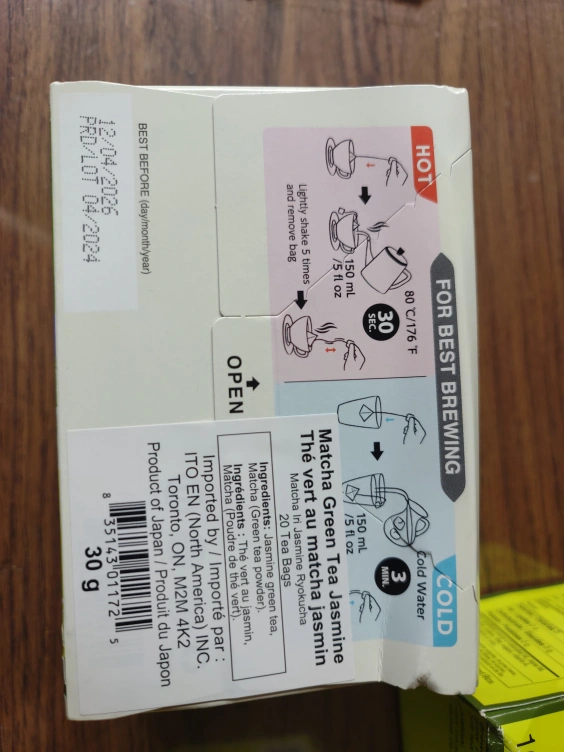 FOR BEST BREWING
HOT
80 °C/176 °F
150 mL
/5 fl oz
30
SEC.
Lightly shake 5 times
and remove bag
COLD
Cold Water
150 mL
/5 fl oz
3
MIN.
OPEN
BEST BEFORE (day/month/year)
12/04/2026
PRD/LOT 04/2024
Matcha Green Tea Jasmine
Thé vert au matcha jasmin
Matcha Iri Jasmine Ryokucha
20 Tea Bags
Ingredients: Jasmine green tea,
Matcha (Green tea powder).
Ingrédients : Thé vert au jasmin,
Matcha (Poudre de thé vert).
Imported by / Importé par :
ITO EN (North America) INC.
Toronto, ON. M2M 4K2
Product of Japan / Produit du Japon
8 35143 01172 5
30 g
1